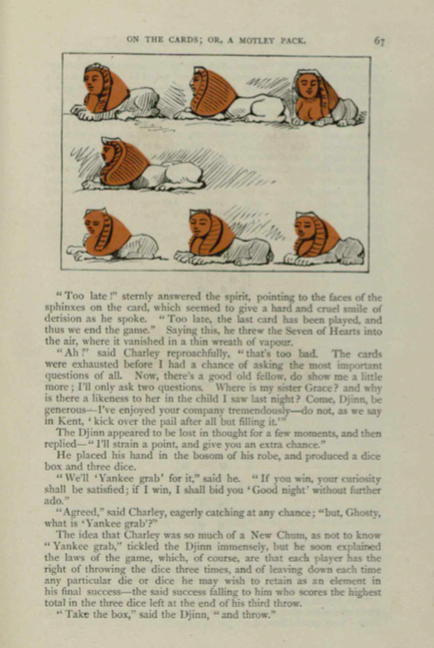 ON THE CARDS; OR, A MOTLEY PACK. 67
"Too late!" sternly answered the spirit, pointing to the faces of the
sphinxes on the card, which seemed to give a hard and cruel smile of
derision as he spoke. "Too late, the last card has been played, and
thus we end the game." Saying this, he threw the Seven of Hearts into
the air, where it vanished in a thin wreath of vapour.
"Ah!" said Charley reproachfully, "that's too bad. The cards
were exhausted before I had a chance of asking the most important
questions of all. Now, there's a good old fellow, do show me a little
more; I'll only ask two questions. Where is my sister Grace? and why
is there a likeness to her in the child I saw last night? Come, Djinn, be
generous—I've enjoyed your company tremendously—do not, as we say
in Kent, 'kick over the pail after all but filling it.'"
The Djinn appeared to be lost in thought for a few moments, and then
replied—"I'll strain a point, and give you an extra chance."
He placed his hand in the bosom of his robe, and produced a dice
box and three dice.
"We'll 'Yankee grab' for it," said he. "If you win, your curiosity
shall be satisfied; if I win, I shall bid you 'Good night' without further
ado."
"Agreed," said Charley, eagerly catching at any chance; "but, Ghosty,
what is 'Yankee grab'?"
The idea that Charley was so much of a New Chum, as not to know
"Yankee grab," tickled the Djinn immensely, but he soon explained
the laws of the game, which, of course, are that each player has the
right of throwing the dice three times, and of leaving down each time
any particular die or dice he may wish to retain as an element in
his final success—the said success falling to him who scores the highest
total in the three dice left at the end of his third throw.
"Take the box," said the Djinn, "and throw."